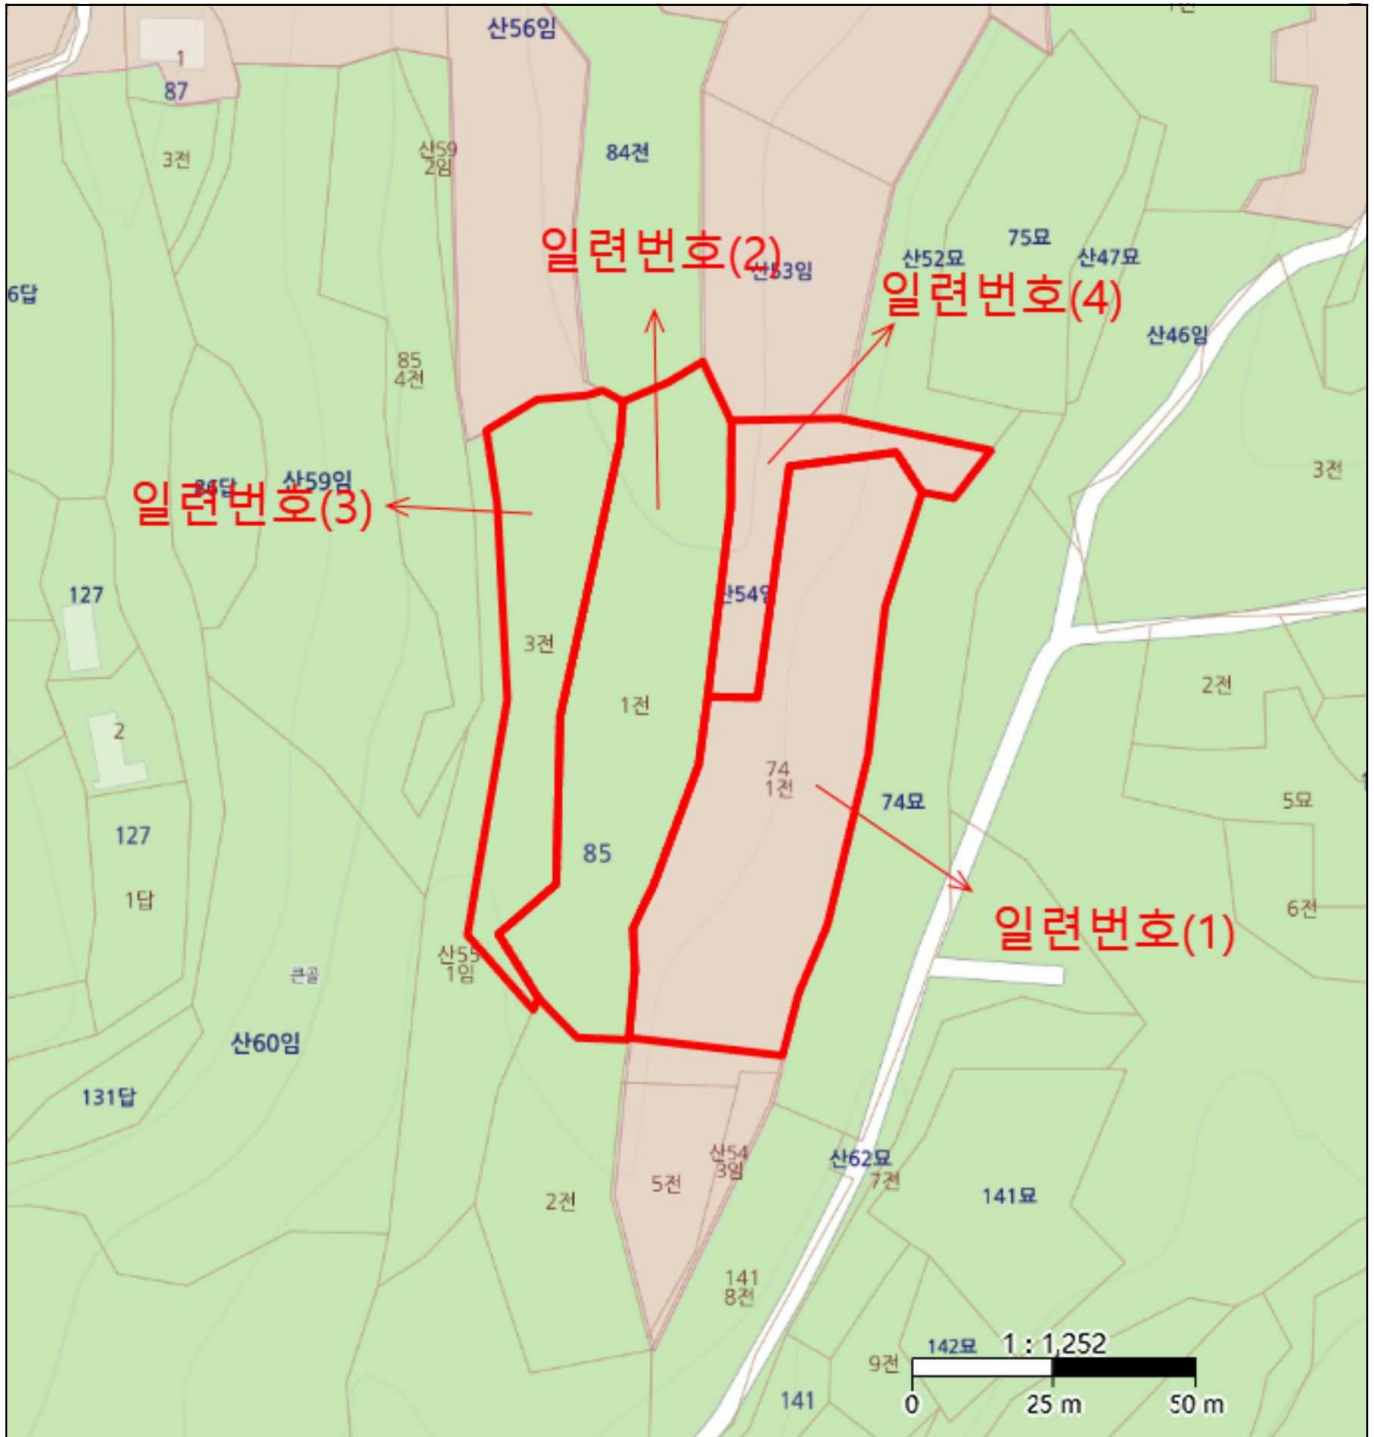 산56임
1
87
산59
2임
3전
84전
75묘
일련번호(2)
산53임
산52묘
산47묘
6답
일련번호(4)
산46임
85
4전
3전
산59임
86답
일련번호(3)
127
산54임
3전
2전
1전
2
74
1전
74묘
5묘
127
85
1답
6전
일련번호(1)
산55
1임
큰골
산60임
131답
산54
3임
산62묘
5전
7전
2전
141묘
141
8전
142묘
1 : 1,252
9전
141
0
25 m
50 m